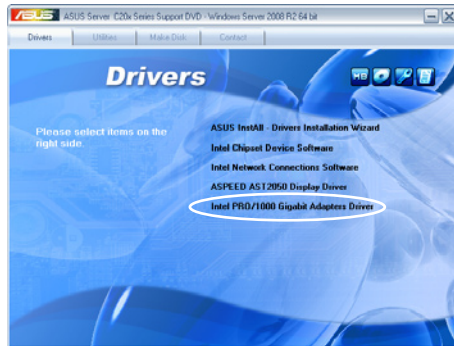 ASUS ASUS Server C20x Series Support DVD - Windows Server 2008 R2 64 bit
Drivers Utilities Make Disk Contact
Drivers
MB
Please select items on the
right side.
ASUS InstAll - Drivers Installation Wizard
Intel Chipset Device Software
Intel Network Connections Software
ASPEED AST2050 Display Driver
Intel PRO/1000 Gigabit Adapters Driver